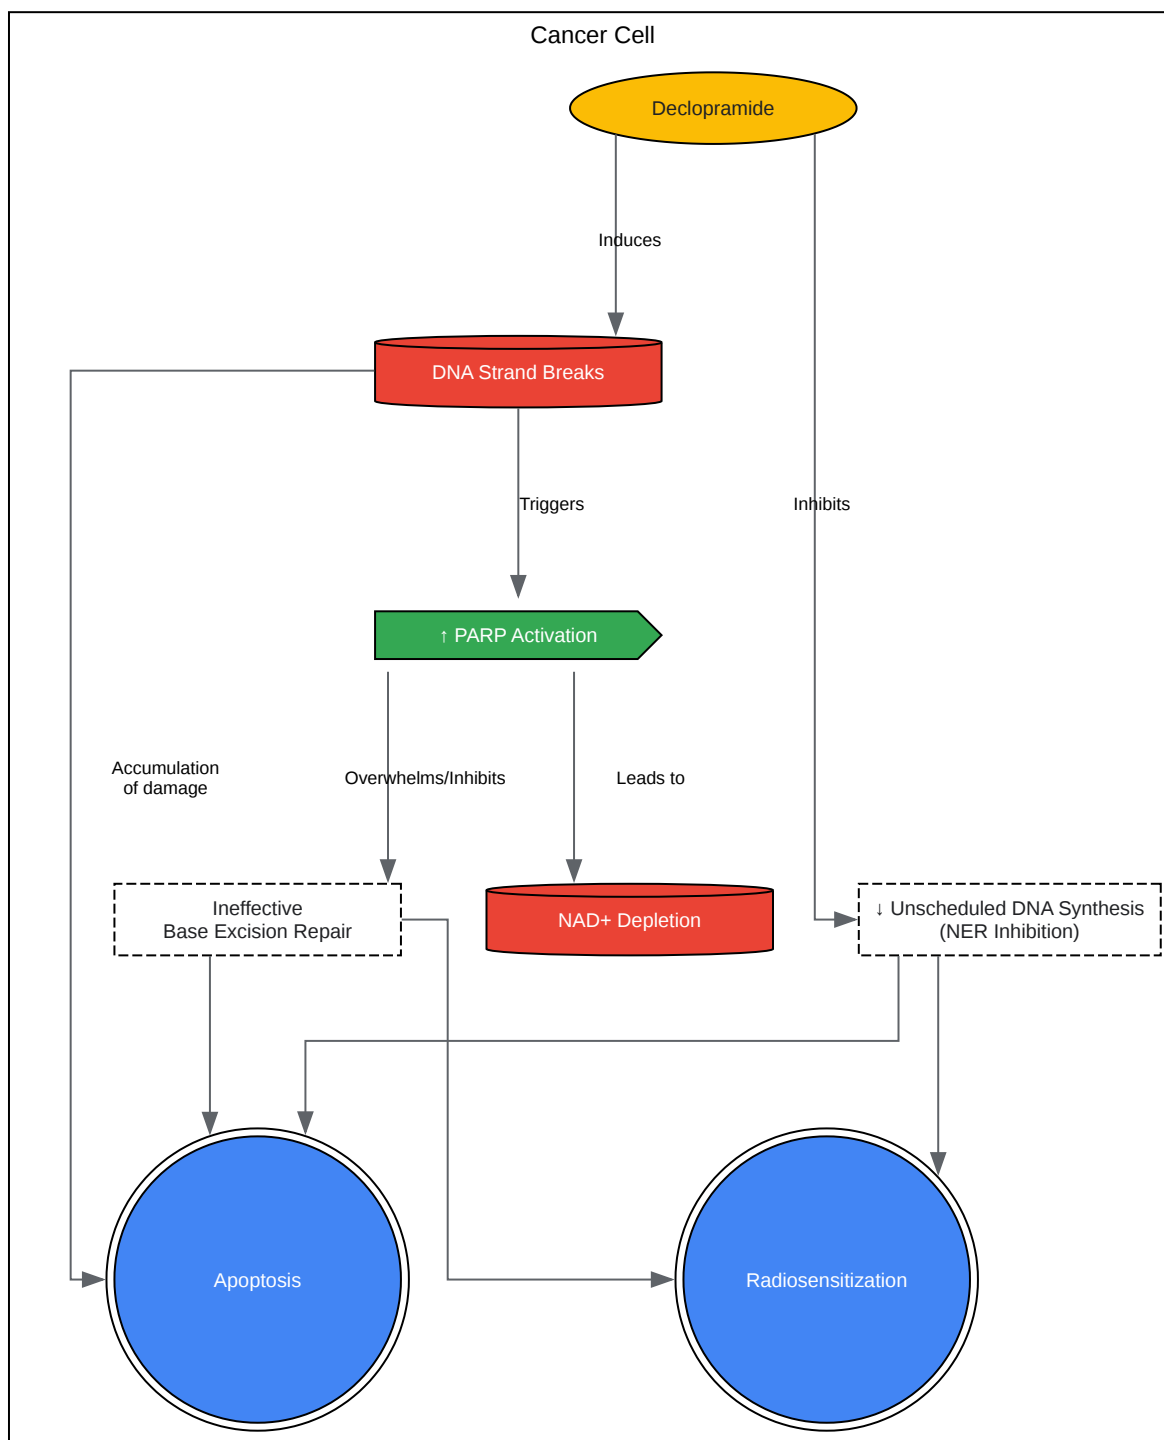 Cancer Cell
Declopramide
Induces
DNA Strand Breaks
Triggers
Inhibits
↑ PARP Activation
Accumulation
of damage
Overwhelms/Inhibits
Leads to
Ineffective
Base Excision Repair
NAD+ Depletion
↓ Unscheduled DNA Synthesis
(NER Inhibition)
Apoptosis
Radiosensitization